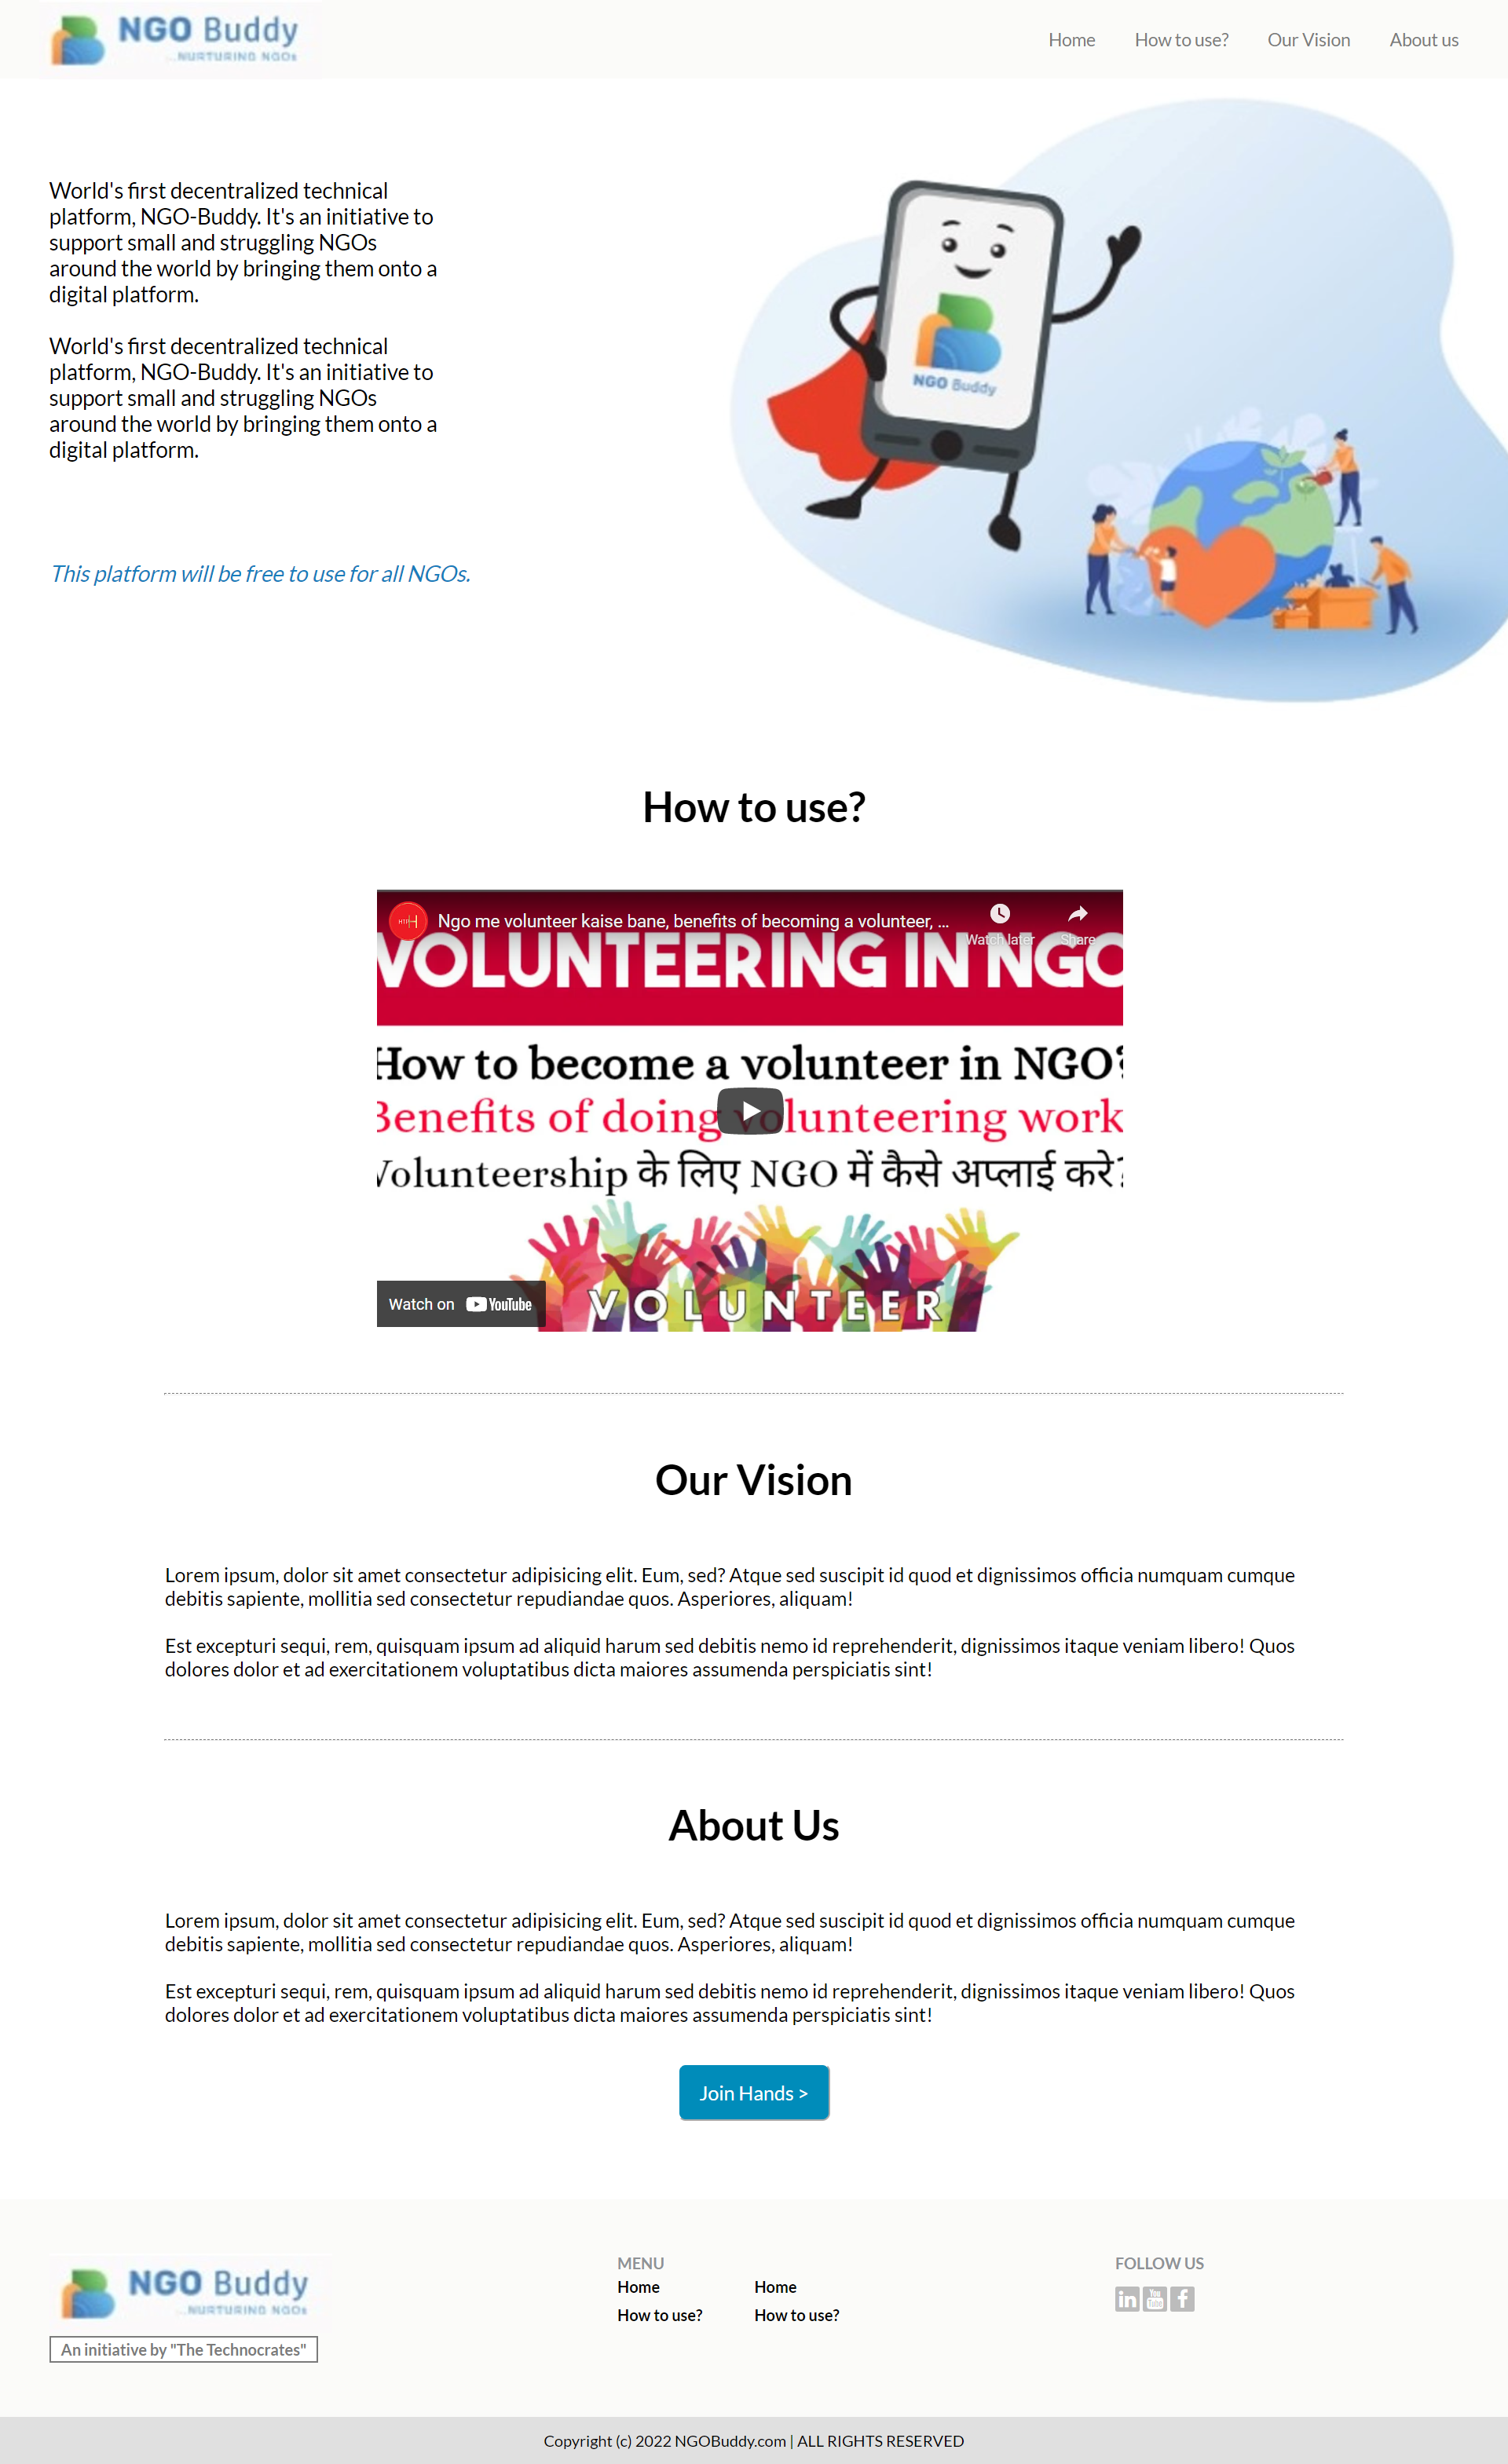 NGO Buddy
...NURTURING NGOs
Home
How to use?
Our Vision
About us
World's first decentralized technical
platform, NGO-Buddy. It's an initiative to
support small and struggling NGOs
around the world by bringing them onto a
digital platform.
World's first decentralized technical
platform, NGO-Buddy. It's an initiative to
support small and struggling NGOs
around the world by bringing them onto a
digital platform.
This platform will be free to use for all NGOs.
NGO Buddy
How to use?
Ngo me volunteer kaise bane, benefits of becoming a volunteer, ...
Watch later
Share
VOLUNTEERING IN NGO
How to become a volunteer in NGO?
Benefits of doing volunteering work
Volunteership के लिए NGO में कैसे अप्लाई करे?
VOLUNTEER
Watch on YouTube
Our Vision
Lorem ipsum, dolor sit amet consectetur adipisicing elit. Eum, sed? Atque sed suscipit id quod et dignissimos officia numquam cumque
debitis sapiente, mollitia sed consectetur repudiandae quos. Asperiores, aliquam!
Est excepturi sequi, rem, quisquam ipsum ad aliquid harum sed debitis nemo id reprehenderit, dignissimos itaque veniam libero! Quos
dolores dolor et ad exercitationem voluptatibus dicta maiores assumenda perspiciatis sint!
About Us
Lorem ipsum, dolor sit amet consectetur adipisicing elit. Eum, sed? Atque sed suscipit id quod et dignissimos officia numquam cumque
debitis sapiente, mollitia sed consectetur repudiandae quos. Asperiores, aliquam!
Est excepturi sequi, rem, quisquam ipsum ad aliquid harum sed debitis nemo id reprehenderit, dignissimos itaque veniam libero! Quos
dolores dolor et ad exercitationem voluptatibus dicta maiores assumenda perspiciatis sint!
Join Hands >
NGO Buddy
...NURTURING NGOs
An initiative by "The Technocrates"
MENU
Home
How to use?
Home
How to use?
FOLLOW US
in
You Tube
f
Copyright (c) 2022 NGOBuddy.com | ALL RIGHTS RESERVED